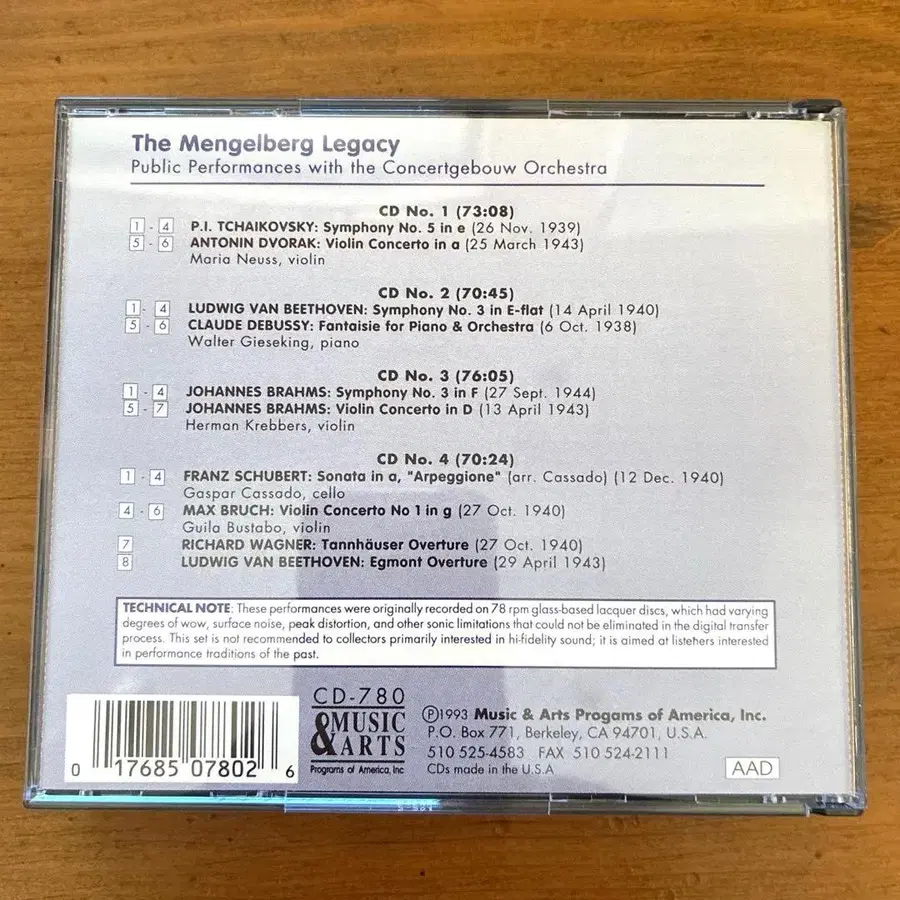 The Mengelberg Legacy
Public Performances with the Concertgebouw Orchestra
CD No. 1 (73:08)
1 - 4 P.I. TCHAIKOVSKY: Symphony No. 5 in e (26 Nov. 1939)
5 - 6 ANTONIN DVORAK: Violin Concerto in a (25 March 1943)
Maria Neuss, violin
CD No. 2 (70:45)
1 - 4 LUDWIG VAN BEETHOVEN: Symphony No. 3 in E-flat (14 April 1940)
5 - 6 CLAUDE DEBUSSY: Fantaisie for Piano & Orchestra (6 Oct. 1938)
Walter Gieseking, piano
CD No. 3 (76:05)
1 - 4 JOHANNES BRAHMS: Symphony No. 3 in F (27 Sept. 1944)
5 - 7 JOHANNES BRAHMS: Violin Concerto in D (13 April 1943)
Herman Krebbers, violin
CD No. 4 (70:24)
1 - 4 FRANZ SCHUBERT: Sonata in a, "Arpeggione" (arr. Cassado) (12 Dec. 1940)
Gaspar Cassado, cello
4 - 6 MAX BRUCH: Violin Concerto No 1 in g (27 Oct. 1940)
Guila Bustabo, violin
7 RICHARD WAGNER: Tannhäuser Overture (27 Oct. 1940)
8 LUDWIG VAN BEETHOVEN: Egmont Overture (29 April 1943)
TECHNICAL NOTE: These performances were originally recorded on 78 rpm glass-based lacquer discs, which had varying
degrees of wow, surface noise, peak distortion, and other sonic limitations that could not be eliminated in the digital transfer
process. This set is not recommended to collectors primarily interested in hi-fidelity sound; it is aimed at listeners interested
in performance traditions of the past.
0 17685 07802 6
CD-780
MUSIC
& ARTS
Programs of America, Inc
℗1993 Music & Arts Progams of America, Inc.
P.O. Box 771, Berkeley, CA 94701, U.S.A.
510 525-4583 FAX 510 524-2111
CDs made in the U.S.A
AAD